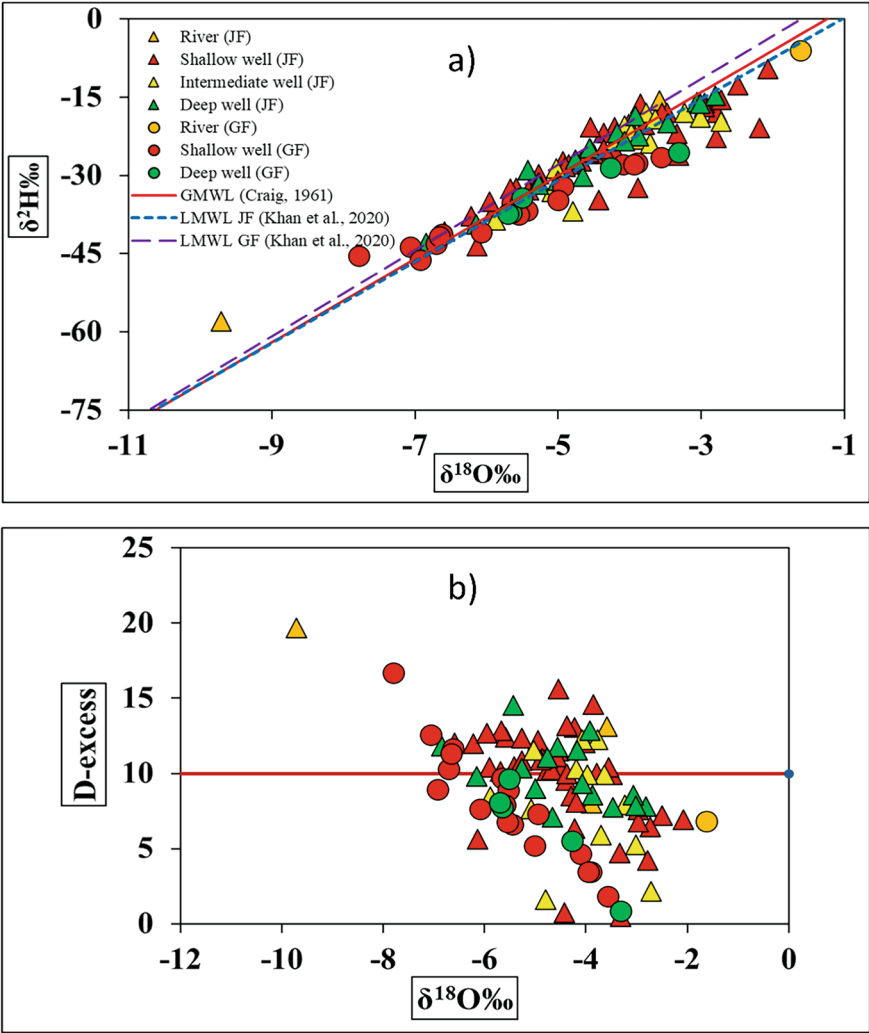 a)
River (JF)
Shallow well (JF)
Intermediate well (JF)
Deep well (JF)
River (GF)
Shallow well (GF)
Deep well (GF)
GMWL (Craig, 1961)
LMWL JF (Khan et al., 2020)
LMWL GF (Khan et al., 2020)
0
-15
-30
-45
-60
-75
δ²H‰
-11 -9 -7 -5 -3 -1
δ¹⁸O‰
b)
25
20
15
10
5
0
D-excess
-12 -10 -8 -6 -4 -2 0
δ¹⁸O‰